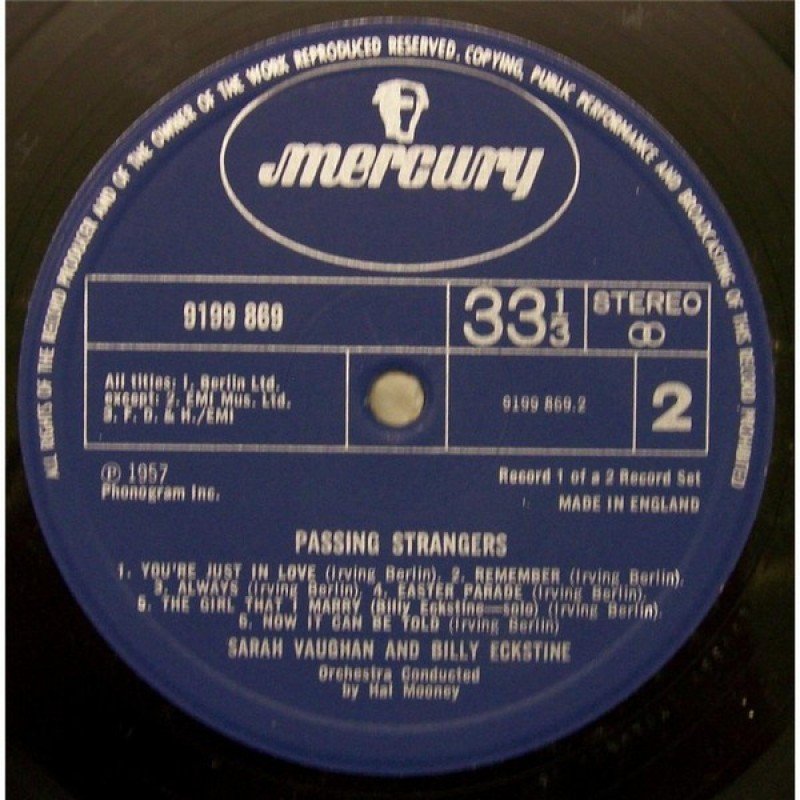 ALL RIGHTS OF THE RECORD PRODUCER AND OF THE OWNER OF THE WORK REPRODUCED RESERVED. COPYING, PUBLIC PERFORMANCE AND BROADCASTING OF THIS RECORD PROHIBITED
mercury
9199 869
33 1/3
STEREO
All titles: 1. Berlin Ltd.
except: 2. EMI Mus. Ltd.
3. F. D. & H./EMI
9199 869.2
2
Ⓟ 1957
Phonogram Inc.
Record 1 of a 2 Record Set
MADE IN ENGLAND
PASSING STRANGERS
1. YOU'RE JUST IN LOVE (Irving Berlin). 2. REMEMBER (Irving Berlin).
3. ALWAYS (Irving Berlin). 4. EASTER PARADE (Irving Berlin).
5. THE GIRL THAT I MARRY (Billy Eckstine—solo) (Irving Berlin).
6. NOW IT CAN BE TOLD (Irving Berlin)
SARAH VAUGHAN AND BILLY ECKSTINE
Orchestra Conducted
by Hal Mooney